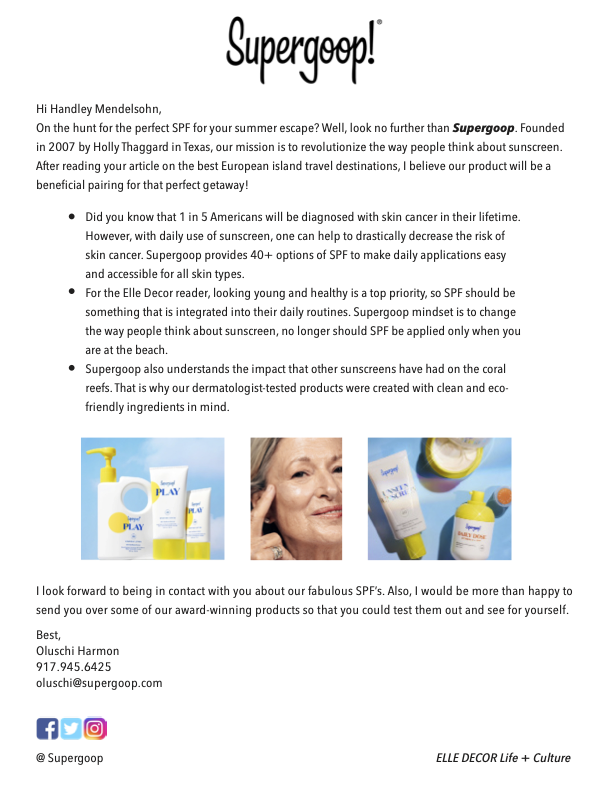 Supergoop!®
Hi Handley Mendelsohn,
On the hunt for the perfect SPF for your summer escape? Well, look no further than Supergoop. Founded
in 2007 by Holly Thaggard in Texas, our mission is to revolutionize the way people think about sunscreen.
After reading your article on the best European island travel destinations, I believe our product will be a
beneficial pairing for that perfect getaway!
• Did you know that 1 in 5 Americans will be diagnosed with skin cancer in their lifetime.
However, with daily use of sunscreen, one can help to drastically decrease the risk of
skin cancer. Supergoop provides 40+ options of SPF to make daily applications easy
and accessible for all skin types.
• For the Elle Decor reader, looking young and healthy is a top priority, so SPF should be
something that is integrated into their daily routines. Supergoop mindset is to change
the way people think about sunscreen, no longer should SPF be applied only when you
are at the beach.
• Supergoop also understands the impact that other sunscreens have had on the coral
reefs. That is why our dermatologist-tested products were created with clean and eco-
friendly ingredients in mind.
Supergoop!
PLAY
Supergoop!
PLAY
PLAY
Supergoop!
UNSEEN
Supergoop!
DAILY DOSE
I look forward to being in contact with you about our fabulous SPF's. Also, I would be more than happy to
send you over some of our award-winning products so that you could test them out and see for yourself.
Best,
Oluschi Harmon
917.945.6425
oluschi@supergoop.com
@ Supergoop
ELLE DECOR Life + Culture